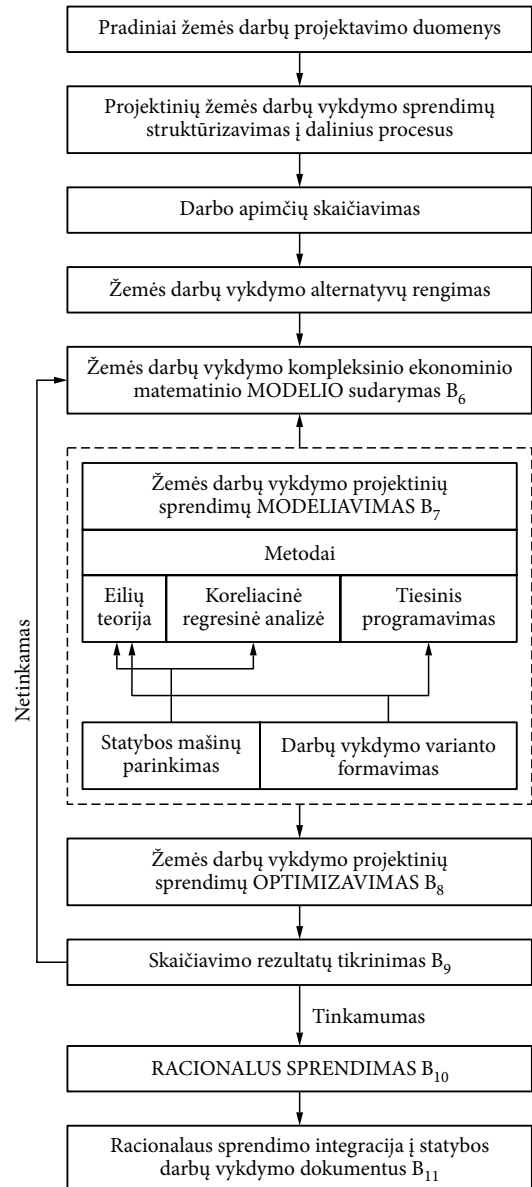 Pradiniai žemės darbų projektavimo duomenys
Projektinių žemės darbų vykdymo sprendimų
struktūrizavimas į dalinius procesus
Darbo apimčių skaičiavimas
Žemės darbų vykdymo alternatyvų rengimas
Žemės darbų vykdymo kompleksinio ekonominio
matematinio MODELIO sudarymas B6
Žemės darbų vykdymo projektinių
sprendimų MODELIAVIMAS B7
Metodai
Eilių
teorija
Koreliacinė
regresinė analizė
Tiesinis
programavimas
Netinkamas
Statybos mašinų
parinkimas
Darbų vykdymo varianto
formavimas
Žemės darbų vykdymo projektinių
sprendimų OPTIMIZAVIMAS B8
Skaičiavimo rezultatų tikrinimas B9
Tinkamumas
RACIONALUS SPRENDIMAS B10
Racionalaus sprendimo integracija į statybos
darbų vykdymo dokumentus B11